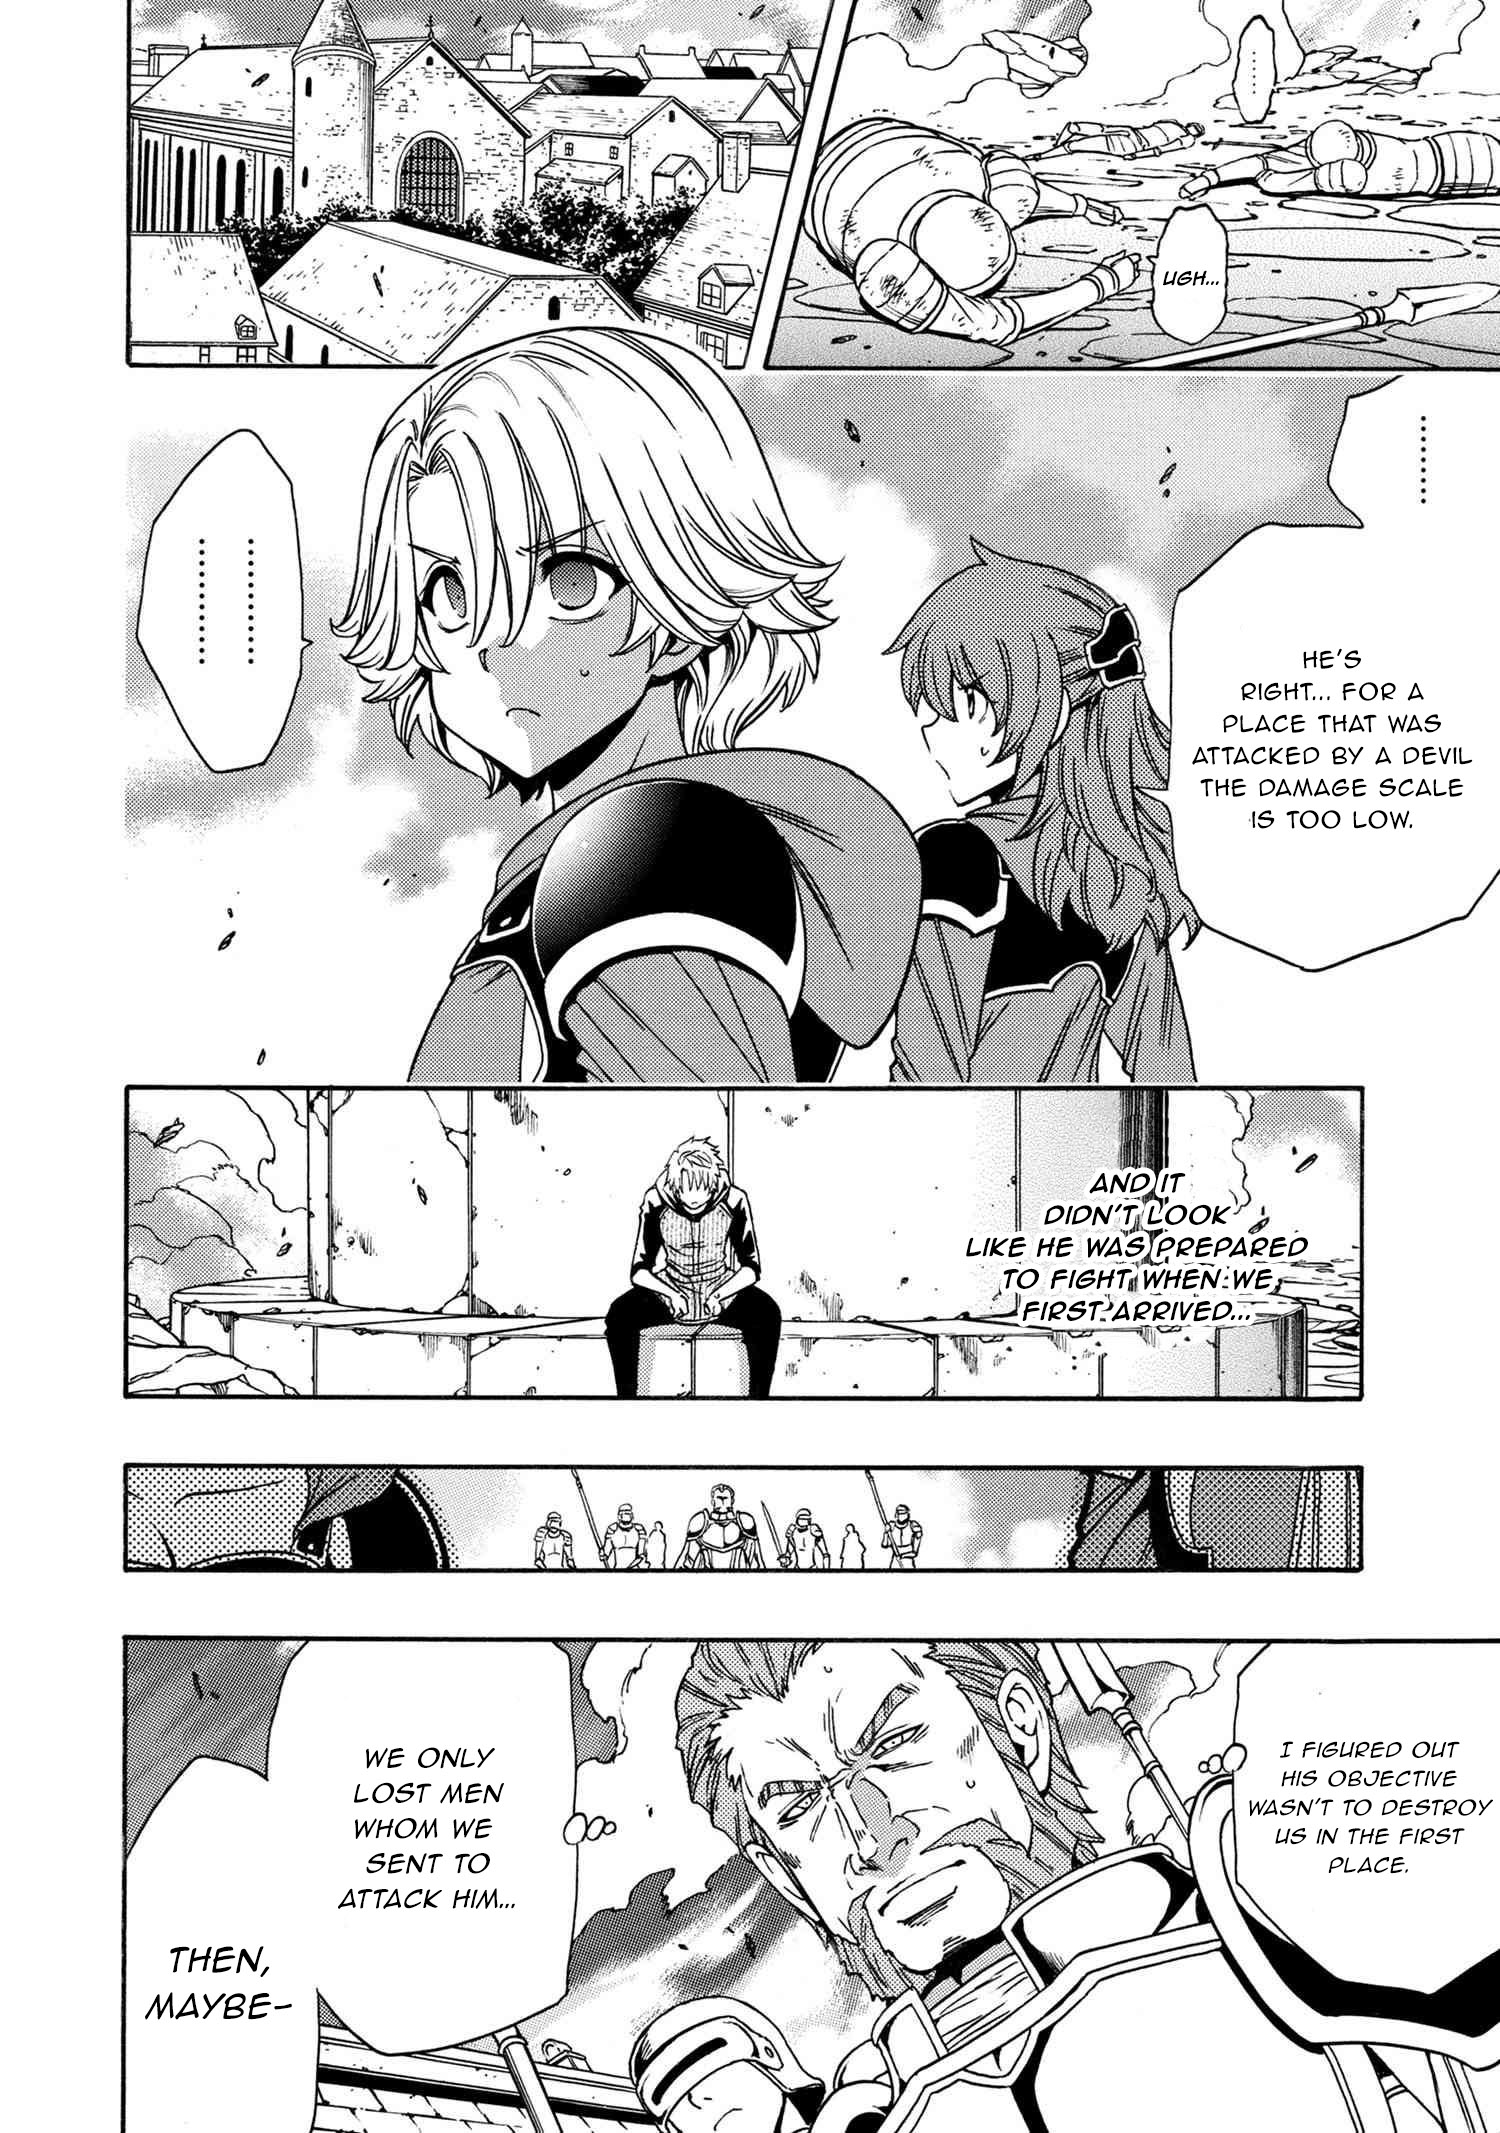 ………
UGH...
………
HE'S
RIGHT... FOR A
PLACE THAT WAS
ATTACKED BY A DEVIL
THE DAMAGE SCALE
IS TOO LOW.
………
………
AND IT
DIDN'T LOOK
LIKE HE WAS PREPARED
TO FIGHT WHEN WE
FIRST ARRIVED...
I FIGURED OUT
HIS OBJECTIVE
WASN'T TO DESTROY
US IN THE FIRST
PLACE.
WE ONLY
LOST MEN
WHOM WE
SENT TO
ATTACK HIM...
THEN,
MAYBE-